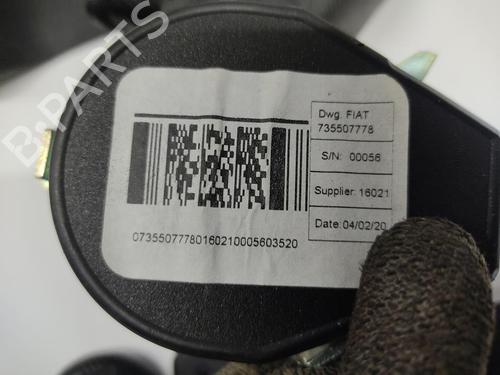 B-PARTS
Dwg. FIAT
735507778
S/N: 00056
Supplier: 16021
Date: 04/02/20
07355077780160210005603520